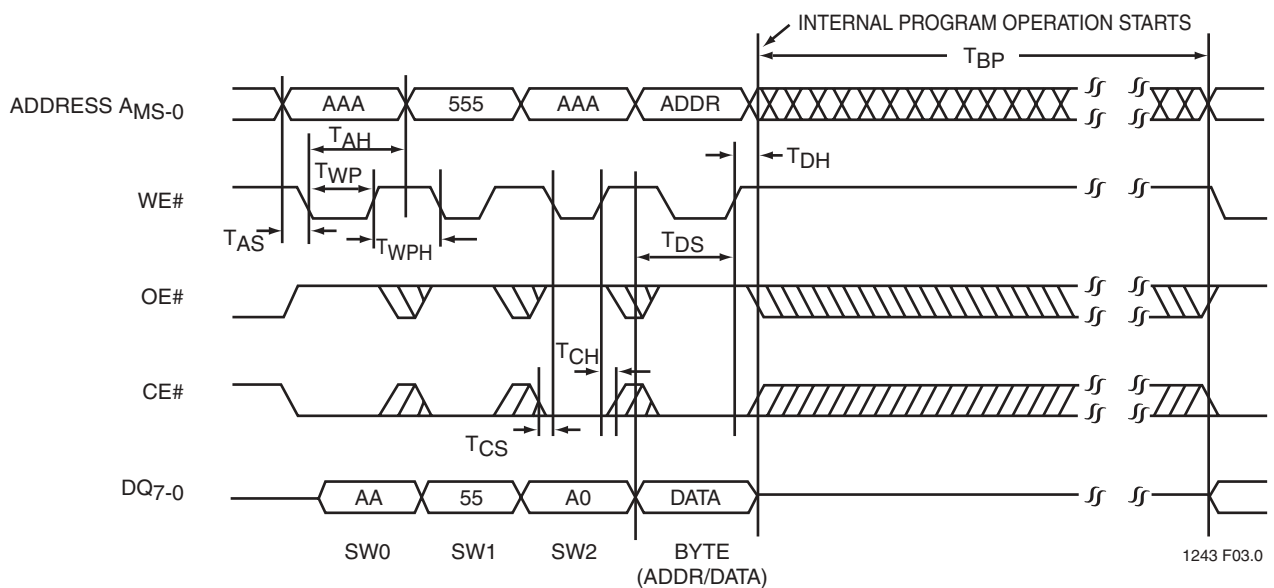 INTERNAL PROGRAM OPERATION STARTS
TBP
ADDRESS AMS-0
AAA
555
AAA
ADDR
TAH
TDH
TWP
WE#
TAS
TWPH
TDS
OE#
TCH
CE#
TCS
DQ7-0
AA
55
A0
DATA
SW0
SW1
SW2
BYTE
(ADDR/DATA)
1243 F03.0